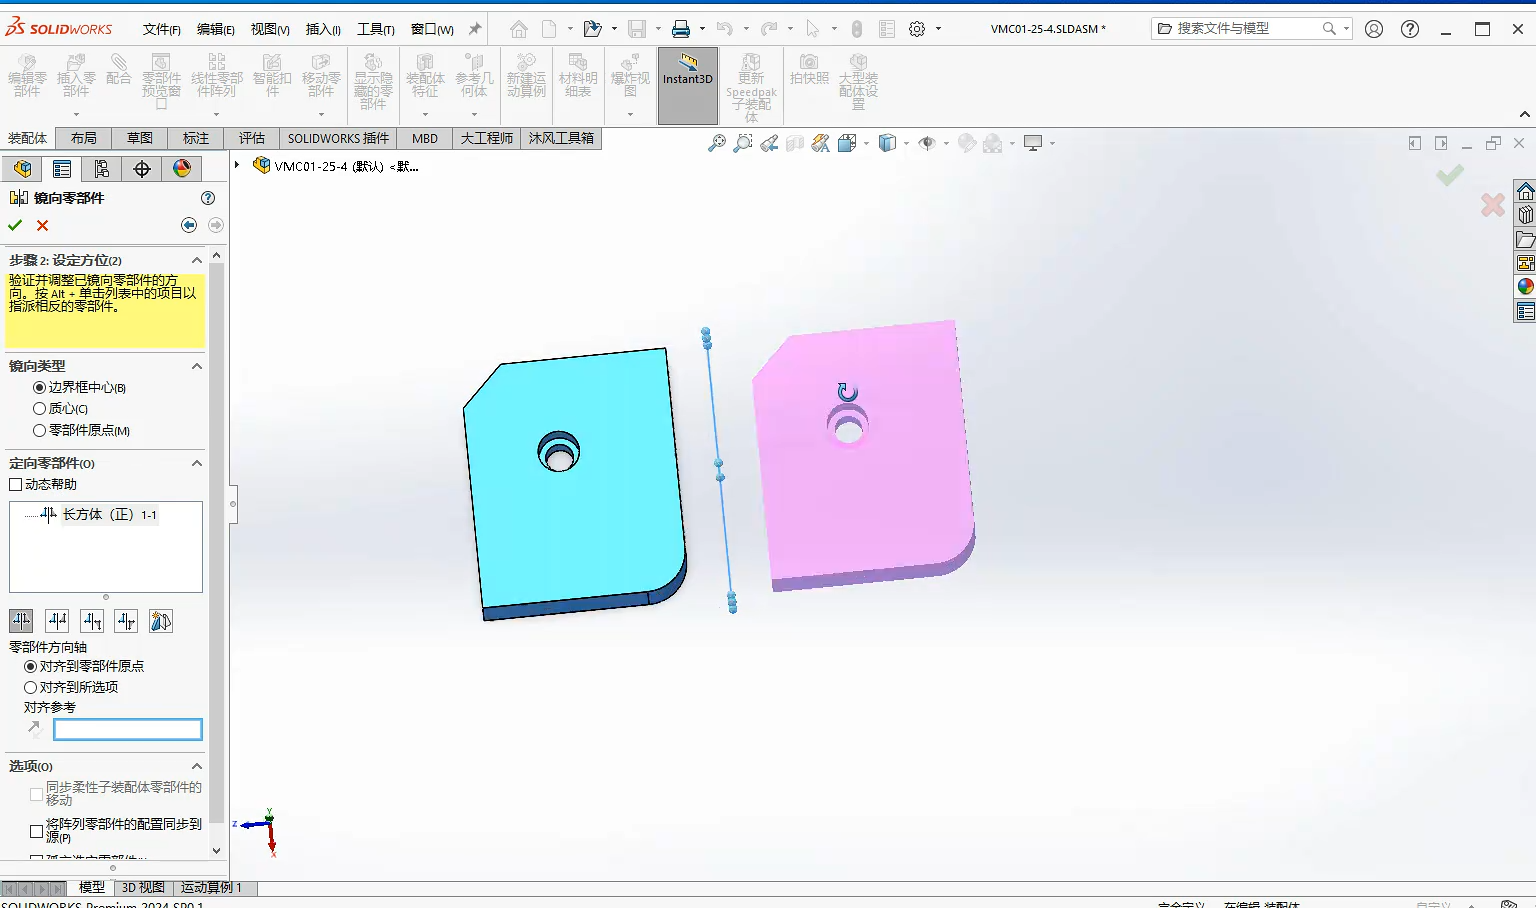 SOLIDWORKS 文件(F) 编辑(E) 视图(V) 插入(I) 工具(T) 窗口(W) VMC01-25-4.SLDASM * 搜索文件与模型
编辑零部件 插入零部件 配合 零部件预览窗口 线性零部件阵列 智能扣件 移动零部件 显示隐藏的零部件 装配体特征 参考几何体 新建运动算例 材料明细表 爆炸视图 Instant3D 更新Speedpak子装配体 拍快照 大型装配体设置
装配体 布局 草图 标注 评估 SOLIDWORKS 插件 MBD 大工程师 沐风工具箱
VMC01-25-4 (默认) <默...
镜向零部件
步骤 2: 设定方位(2)
验证并调整已镜向零部件的方
向。按 Alt + 单击列表中的项目以
指派相反的零部件。
镜向类型
边界框中心(B)
质心(C)
零部件原点(M)
定向零部件(O)
动态帮助
长方体（正）1-1
零部件方向轴
对齐到零部件原点
对齐到所选项
对齐参考
选项(O)
同步柔性子装配体零部件的
移动
将阵列零部件的配置同步到
源(P)
Y
Z
X
模型 3D 视图 运动算例 1
SOLIDWORKS Premium 2024 SP0.1 完全定义 在编辑 装配体 自定义